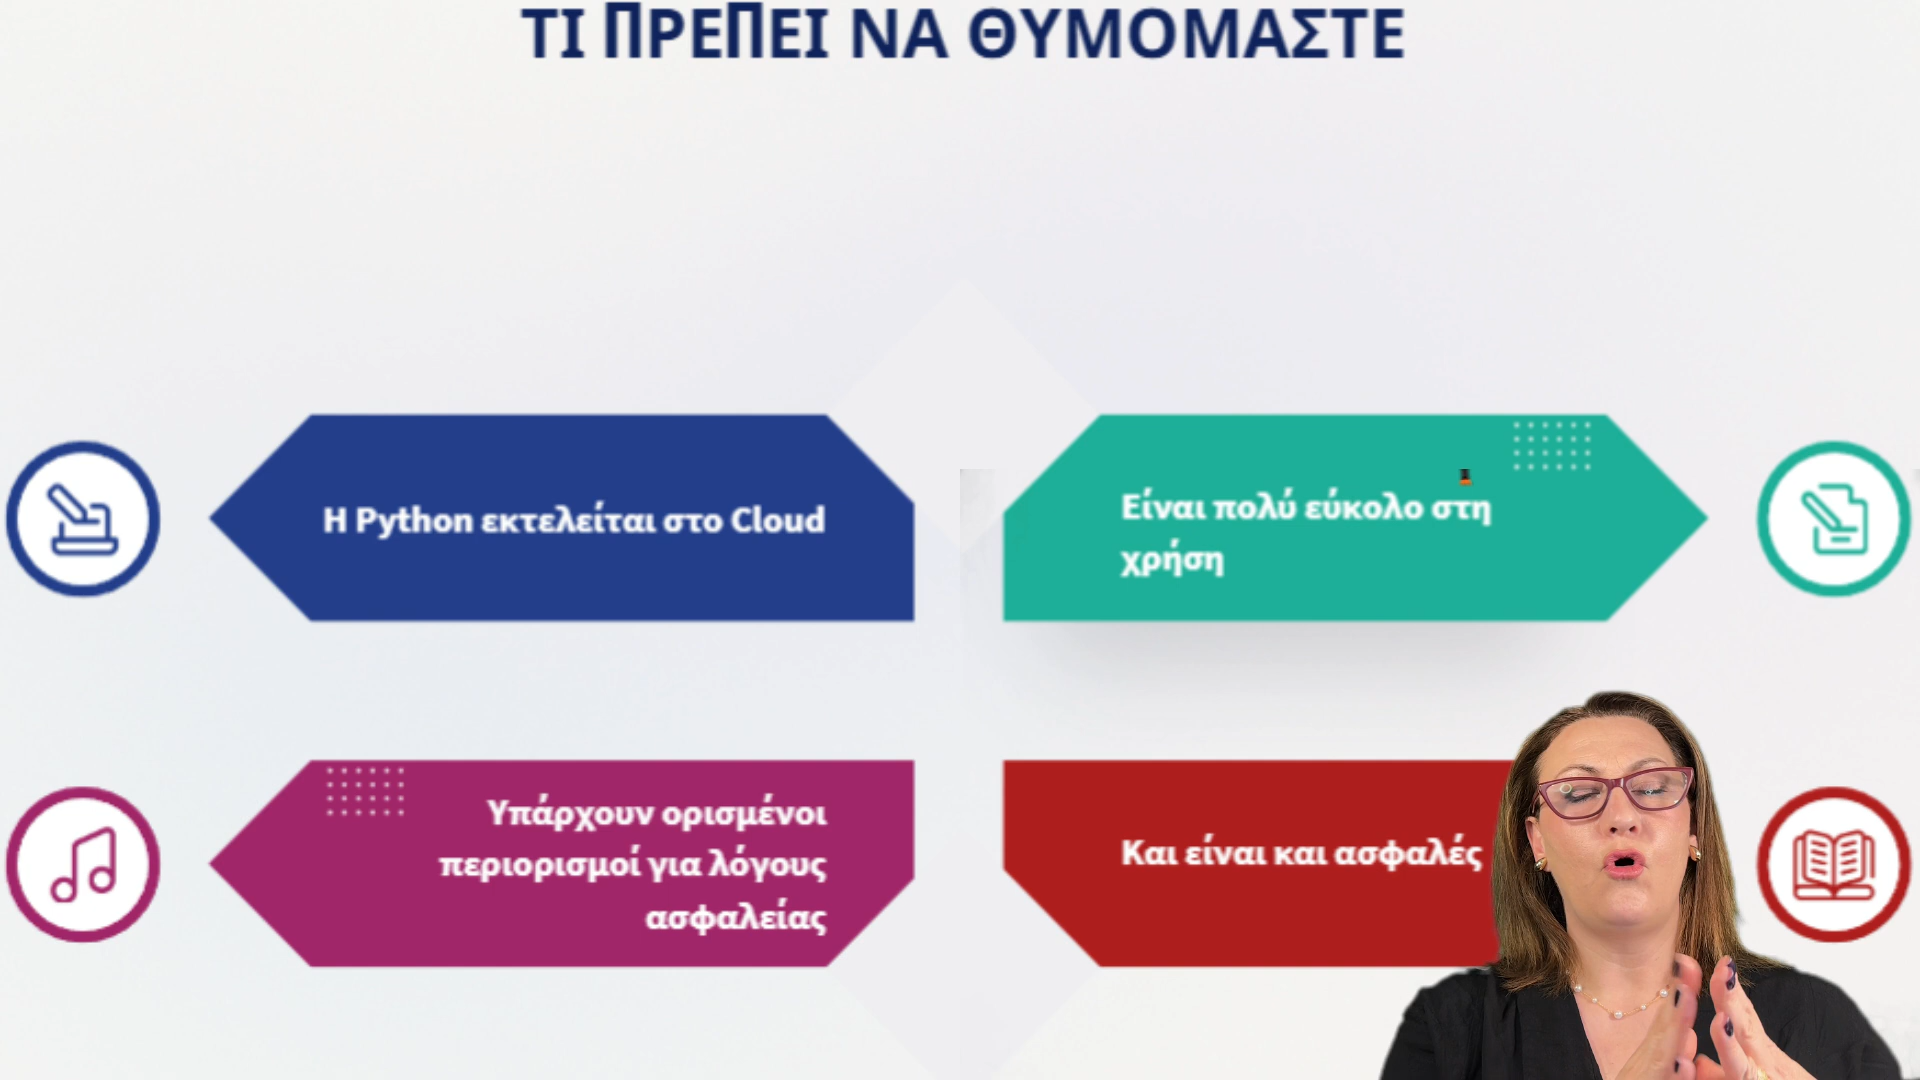 ΤΙ ΠΡΕΠΕΙ ΝΑ ΘΥΜΟΜΑΣΤΕ
Η Python εκτελείται στο Cloud
Είναι πολύ εύκολο στη
χρήση
Υπάρχουν ορισμένοι
περιορισμοί για λόγους
ασφαλείας
Και είναι και ασφαλές